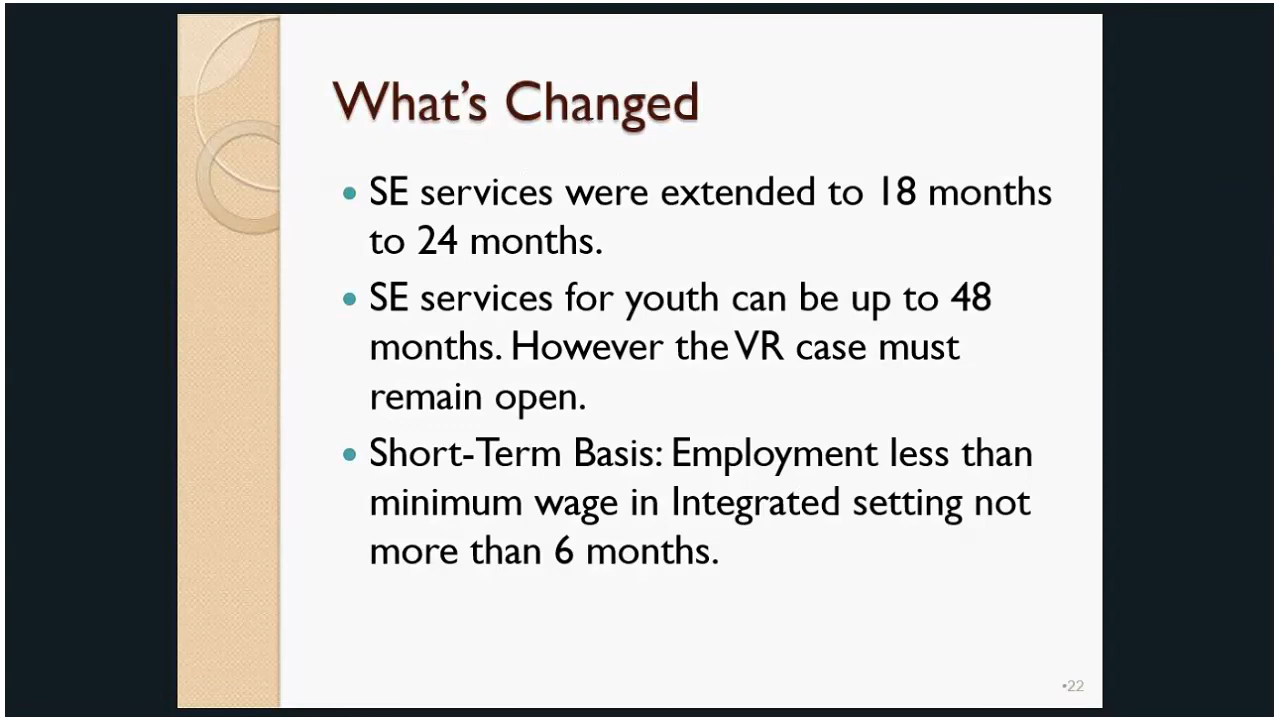 What's Changed
• SE services were extended to 18 months
to 24 months.
• SE services for youth can be up to 48
months. However the VR case must
remain open.
• Short-Term Basis: Employment less than
minimum wage in Integrated setting not
more than 6 months.
•22